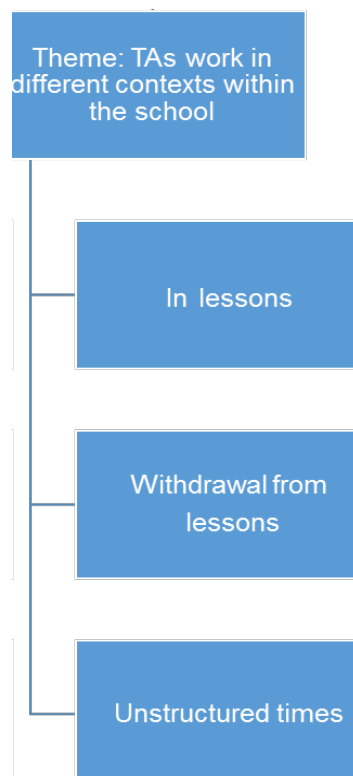 Theme: TAs work in
different contexts within
the school
In lessons
Withdrawal from
lessons
Unstructured times